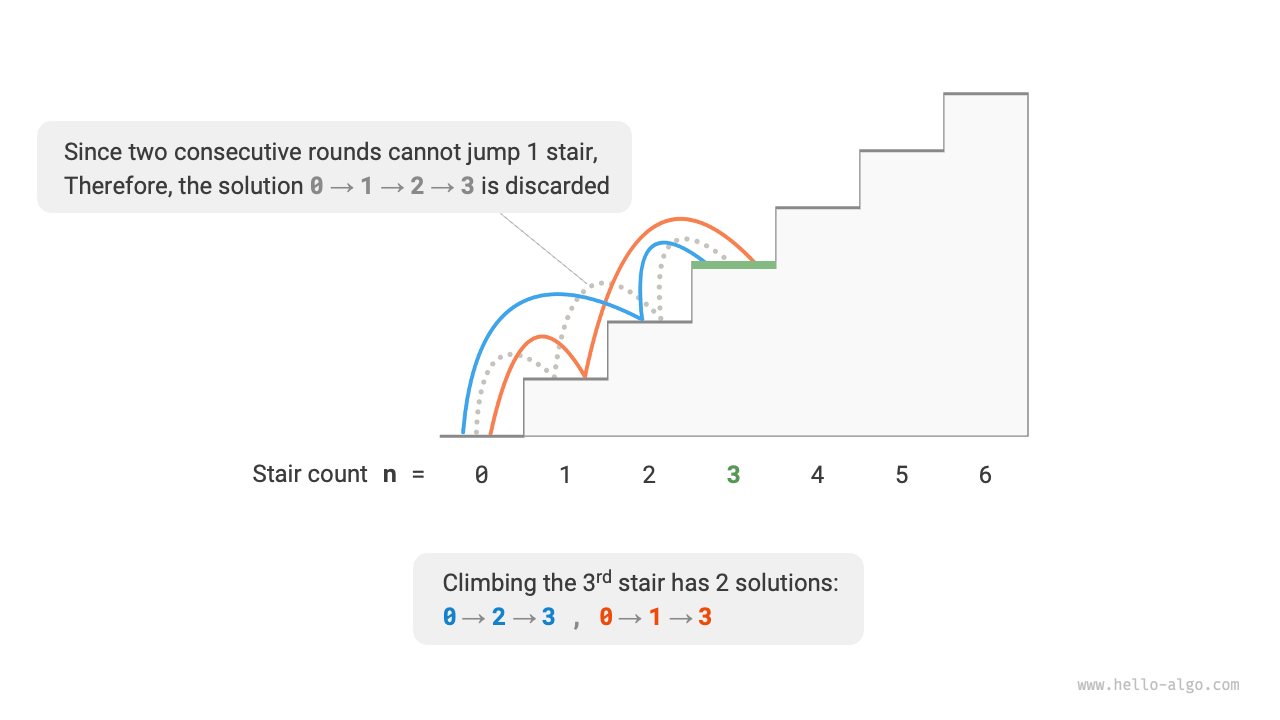 Since two consecutive rounds cannot jump 1 stair,
Therefore, the solution 0 → 1 → 2 → 3 is discarded
Stair count n = 0 1 2 3 4 5 6
Climbing the 3rd stair has 2 solutions:
0 → 2 → 3 , 0 → 1 → 3
www.hello-algo.com